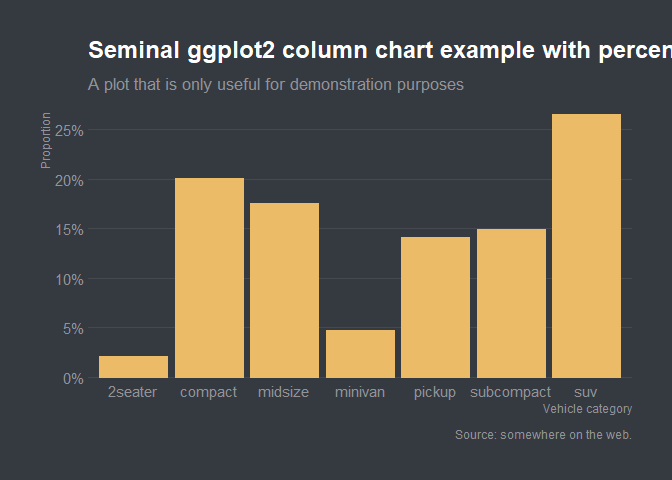 Seminal ggplot2 column chart example with percen
A plot that is only useful for demonstration purposes
Proportion
25%
20%
15%
10%
5%
0%
2seater compact midsize minivan pickup subcompact suv
Vehicle category
Source: somewhere on the web.